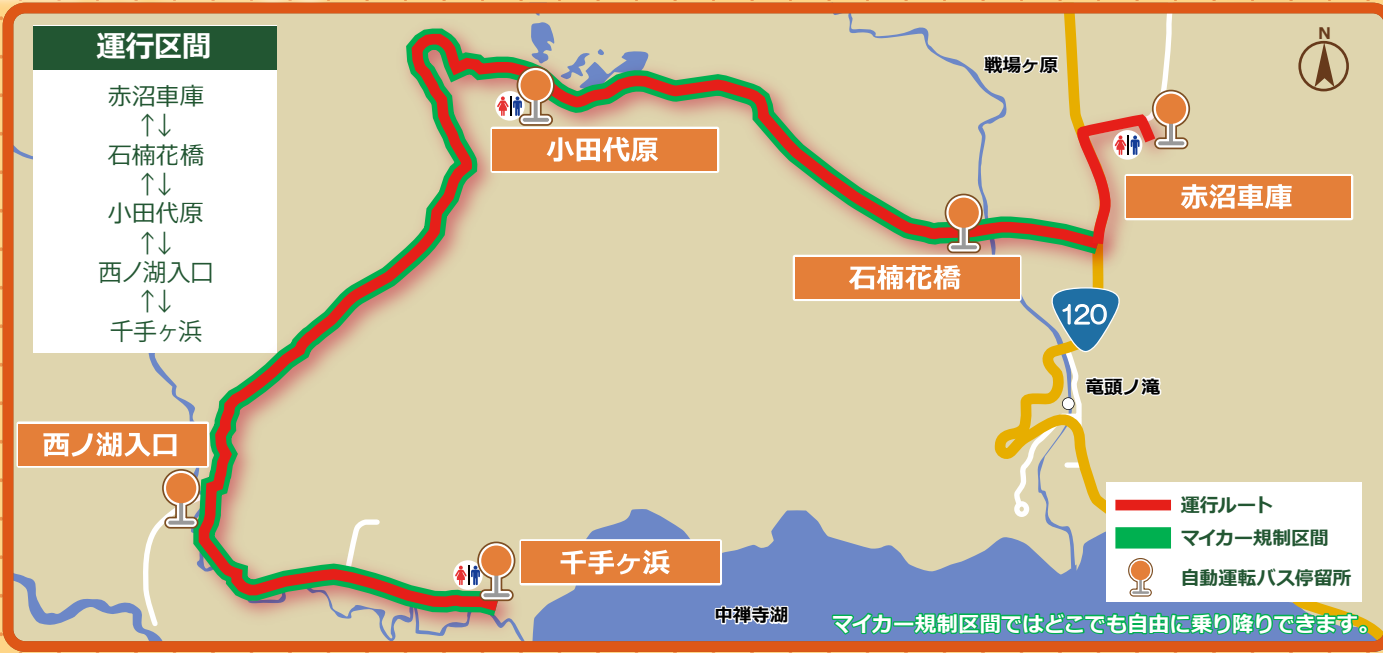 運行区間
赤沼車庫
↑↓
石楠花橋
↑↓
小田代原
↑↓
西ノ湖入口
↑↓
千手ヶ浜
N
戦場ヶ原
小田代原
赤沼車庫
石楠花橋
120
竜頭ノ滝
西ノ湖入口
千手ヶ浜
中禅寺湖
運行ルート
マイカー規制区間
自動運転バス停留所
マイカー規制区間ではどこでも自由に乗り降りできます。